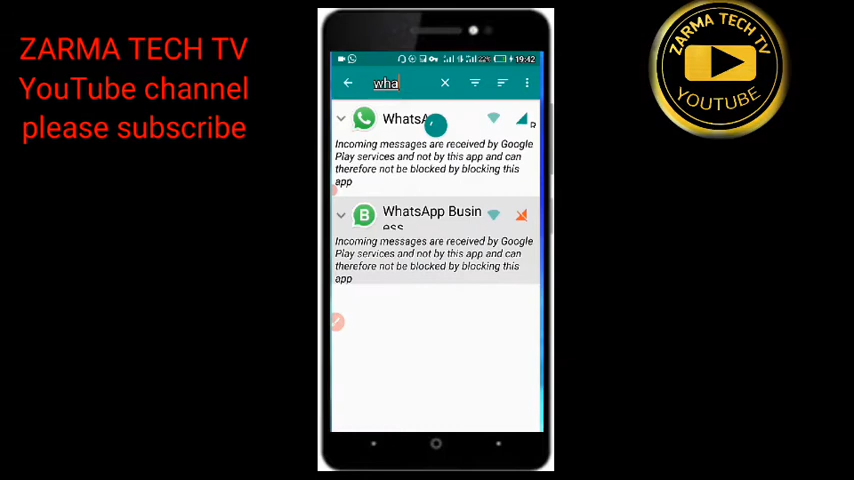 ZARMA TECH TV
YouTube channel
please subscribe
22%
19:42
wha
WhatsA
R
Incoming messages are received by Google
Play services and not by this app and can
therefore not be blocked by blocking this
app
B
WhatsApp Busin
ess
Incoming messages are received by Google
Play services and not by this app and can
therefore not be blocked by blocking this
app
ZARMA TECH TV
YOUTUBE